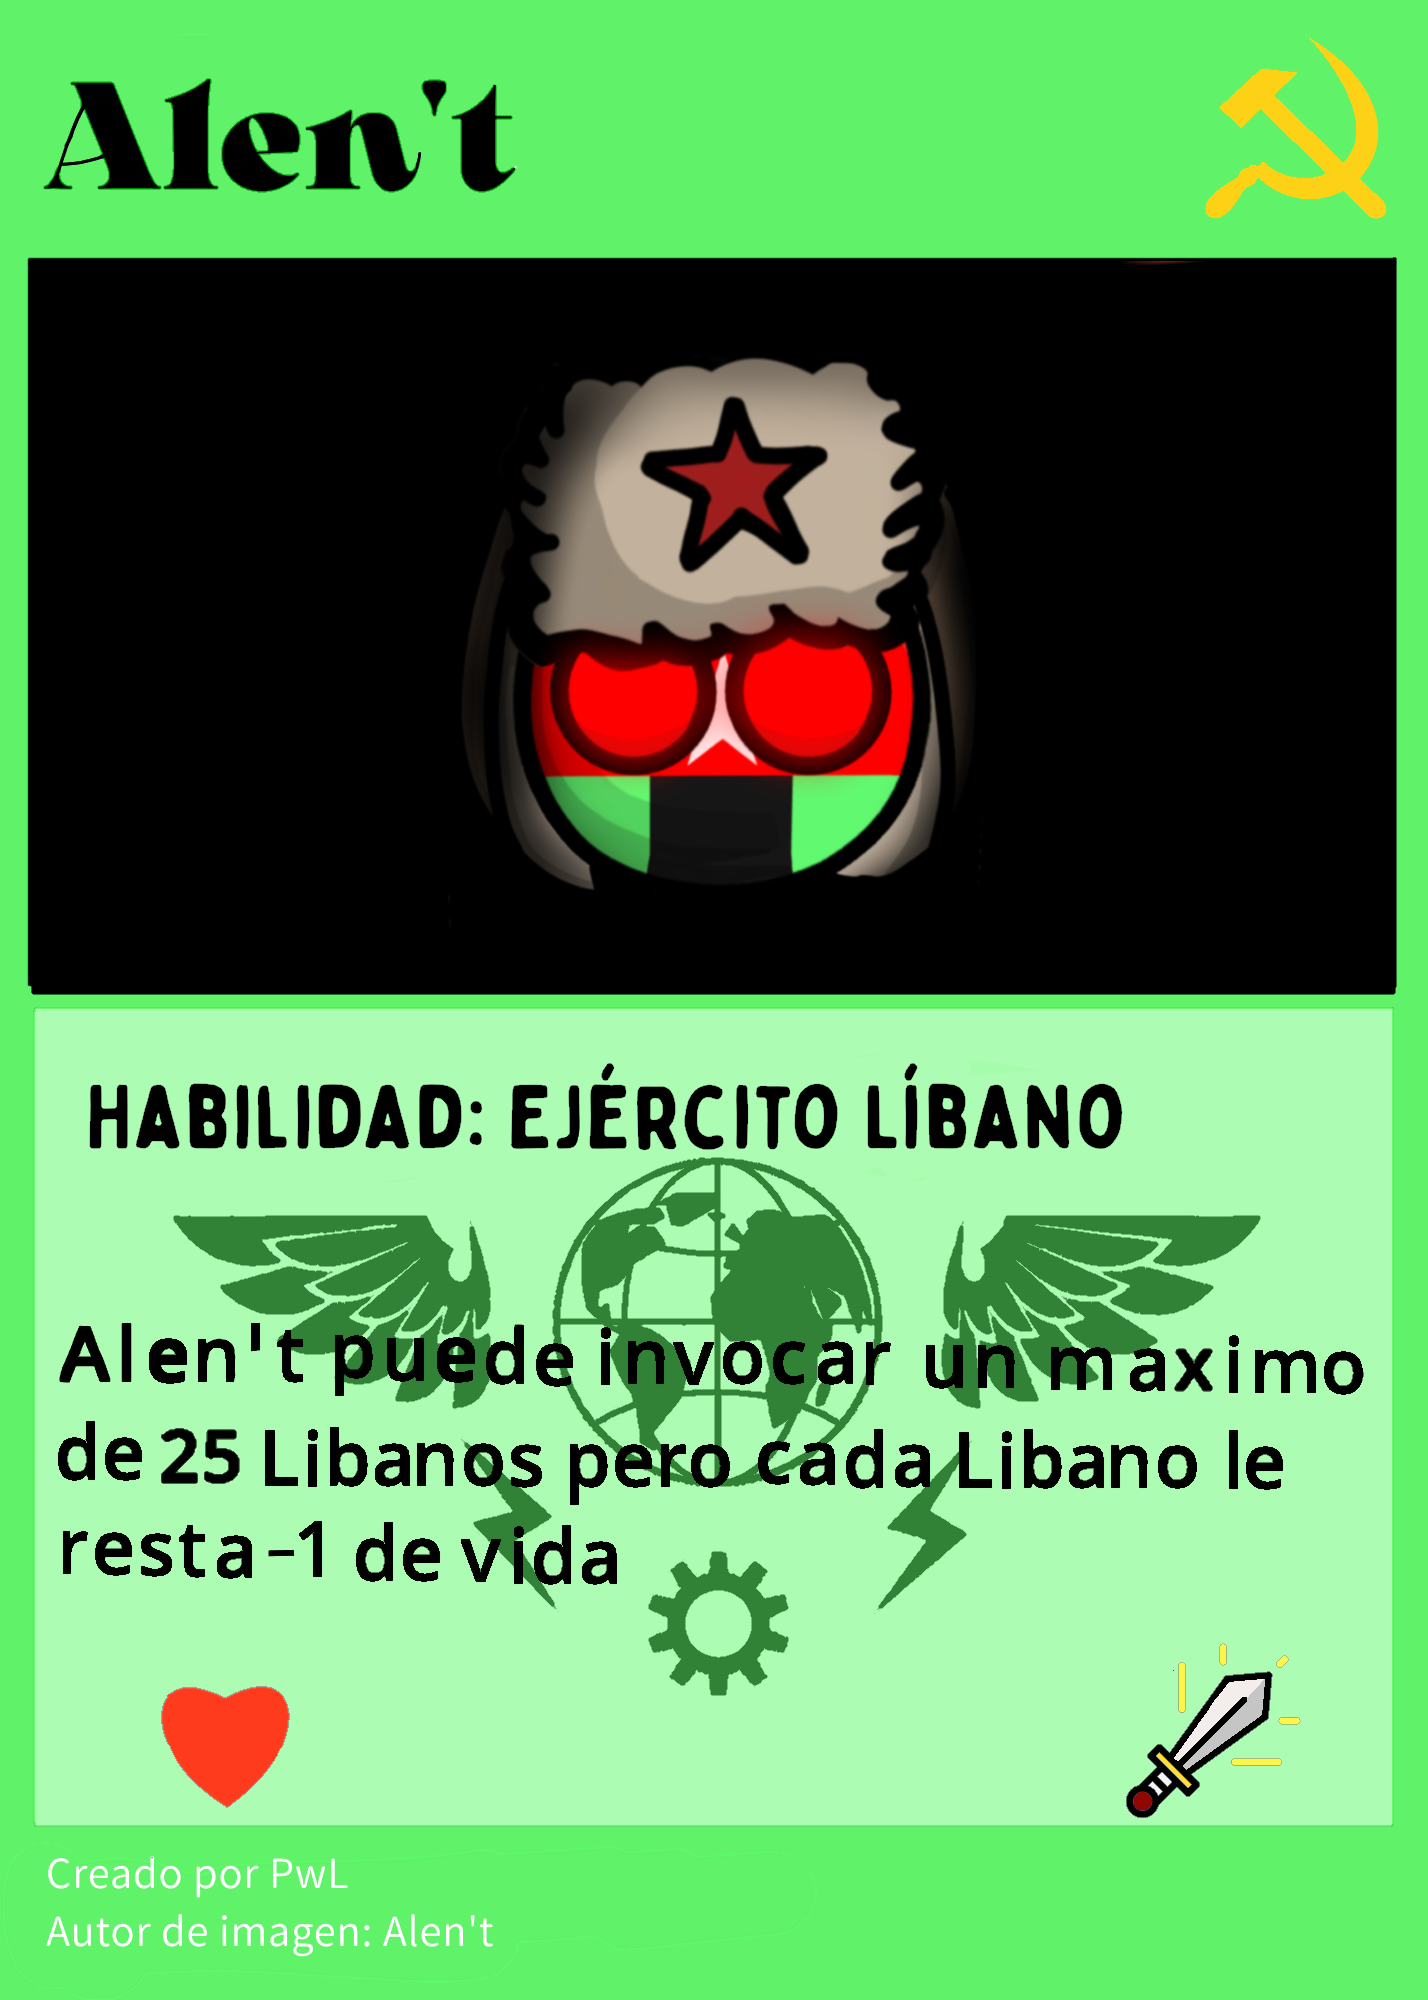 Alen't
HABILIDAD: EJÉRCITO LÍBANO
Alen't puede invocar un maximo
de 25 Libanos pero cada Libano le
resta-1 de vida
Creado por PwL
Autor de imagen: Alen't